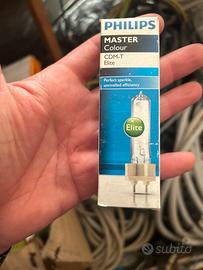 PHILIPS
MASTER
Colour
CDM-T
Elite
Perfect sparkle,
unrivalled efficiency
Elite
subito